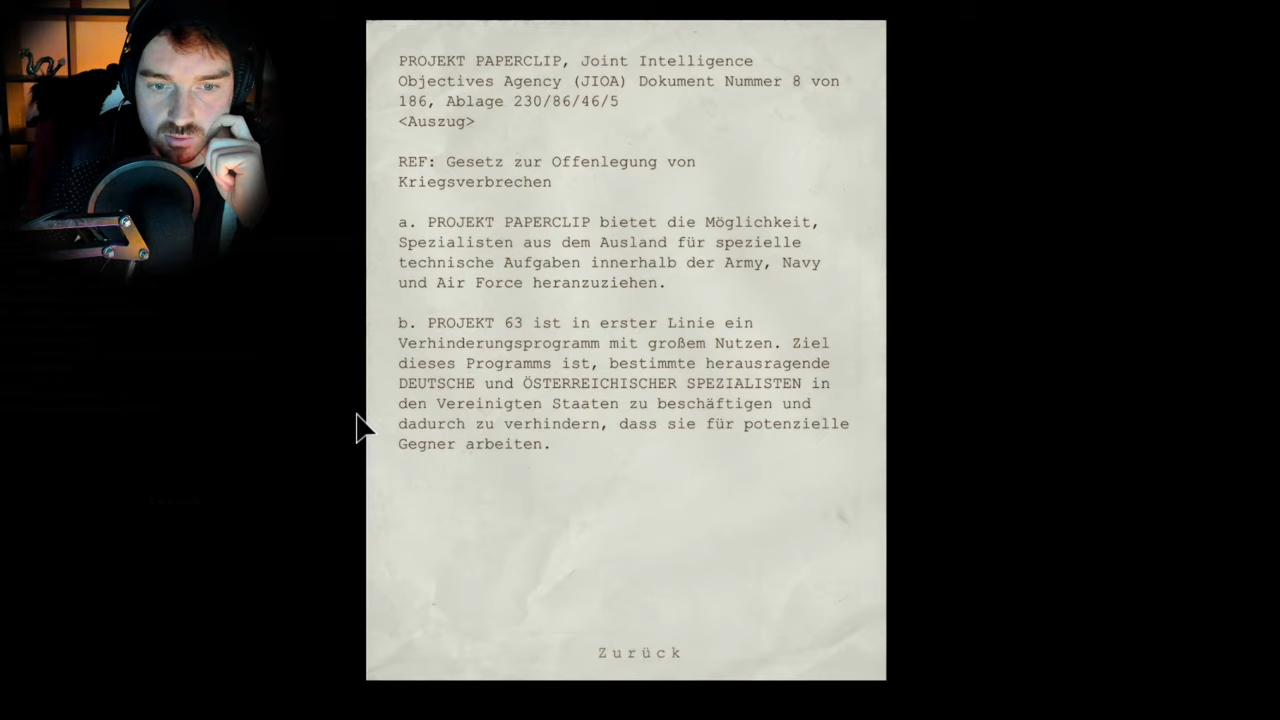 PROJEKT PAPERCLIP, Joint Intelligence
Objectives Agency (JIOA) Dokument Nummer 8 von
186, Ablage 230/86/46/5
<Auszug>
REF: Gesetz zur Offenlegung von
Kriegsverbrechen
a. PROJEKT PAPERCLIP bietet die Möglichkeit,
Spezialisten aus dem Ausland für spezielle
technische Aufgaben innerhalb der Army, Navy
und Air Force heranzuziehen.
b. PROJEKT 63 ist in erster Linie ein
Verhinderungsprogramm mit großem Nutzen. Ziel
dieses Programms ist, bestimmte herausragende
DEUTSCHE und ÖSTERREICHISCHER SPEZIALISTEN in
den Vereinigten Staaten zu beschäftigen und
dadurch zu verhindern, dass sie für potenzielle
Gegner arbeiten.
Zurück